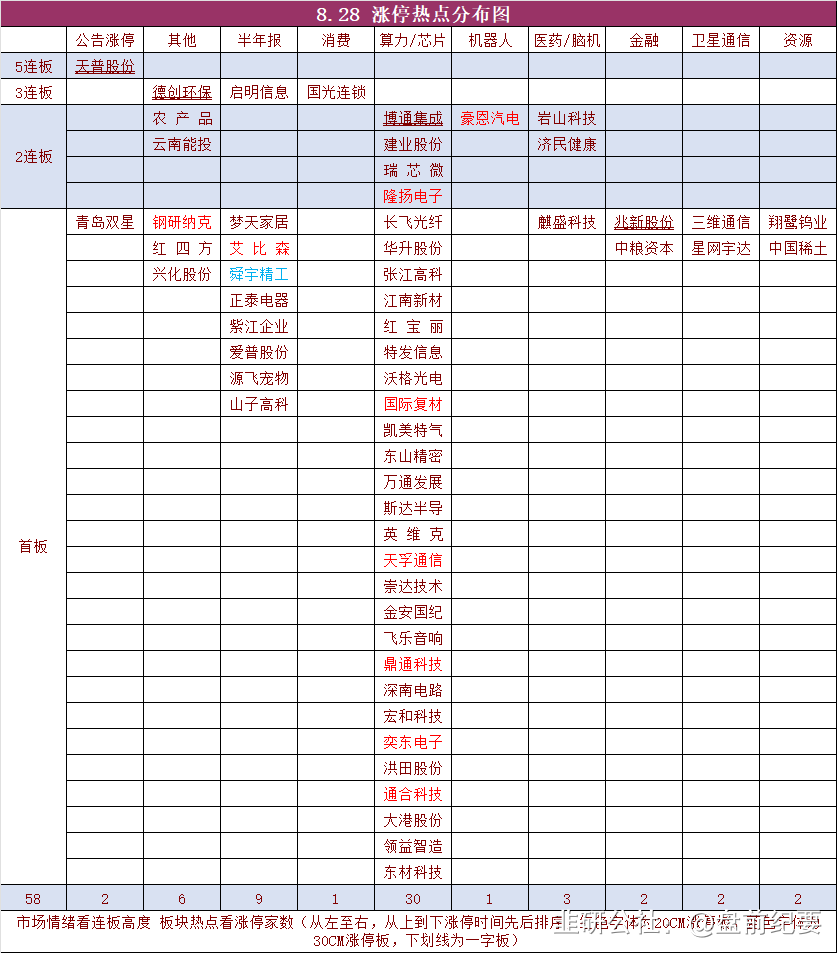 8.28 涨停热点分布图
公告涨停 其他 半年报 消费 算力/芯片 机器人 医药/脑机 金融 卫星通信 资源
5连板 天普股份
3连板 德创环保 启明信息 国光连锁
农产品 博通集成 豪恩汽电 岩山科技
2连板 云南能投 建业股份 济民健康
瑞芯微
隆扬电子
青岛双星 钢研纳克 梦天家居 长飞光纤 麒盛科技 兆新股份 三维通信 翔鹭钨业
红四方 艾比森 华升股份 中粮资本 星网宇达 中国稀土
兴化股份 舜宇精工 张江高科
正泰电器 江南新材
紫江企业 红宝丽
爱普股份 特发信息
源飞宠物 沃格光电
山子高科 国际复材
凯美特气
东山精密
万通发展
斯达半导
首板 英维克
天孚通信
崇达技术
金安国纪
飞乐音响
鼎通科技
深南电路
宏和科技
奕东电子
洪田股份
通合科技
大港股份
领益智造
东材科技
58 2 6 9 1 30 1 3 2 2 2
市场情绪看连板高度 板块热点看涨停家数（从左至右，从上到下涨停时间先后排序，
30CM涨停板，下划线为一字板）
韭研公社：@盘前纪要